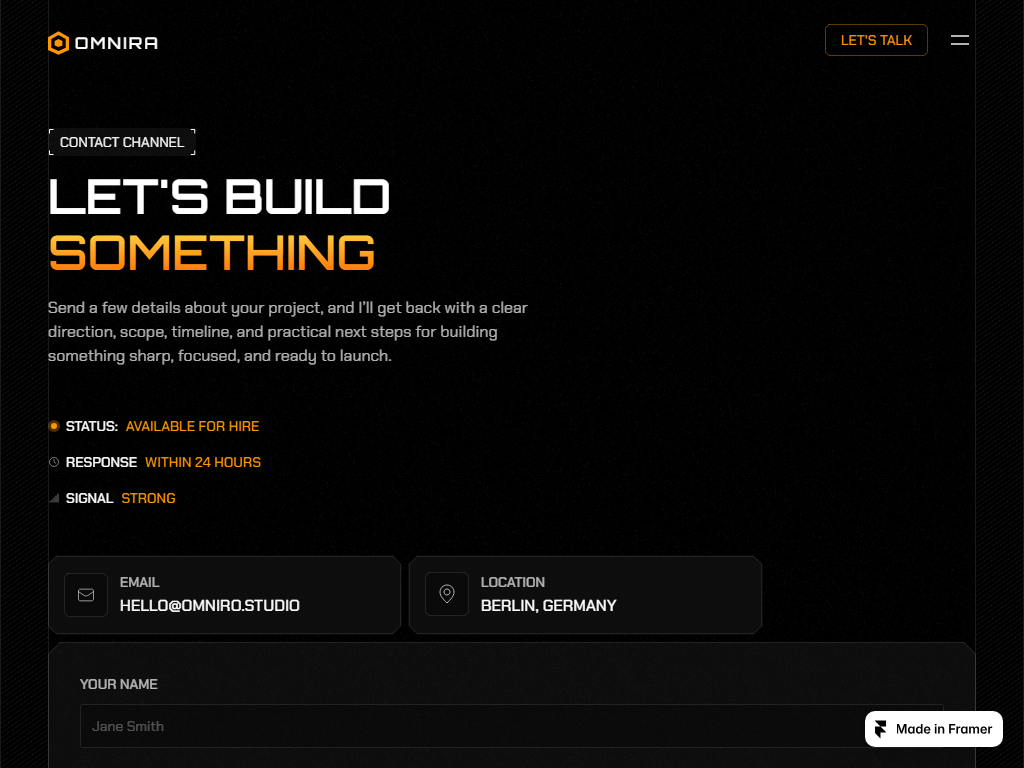 OMNIRA
LET'S TALK
CONTACT CHANNEL
LET'S BUILD
SOMETHING
Send a few details about your project, and I'll get back with a clear
direction, scope, timeline, and practical next steps for building
something sharp, focused, and ready to launch.
STATUS: AVAILABLE FOR HIRE
RESPONSE WITHIN 24 HOURS
SIGNAL STRONG
EMAIL
HELLO@OMNIRO.STUDIO
LOCATION
BERLIN, GERMANY
YOUR NAME
Jane Smith
Made in Framer